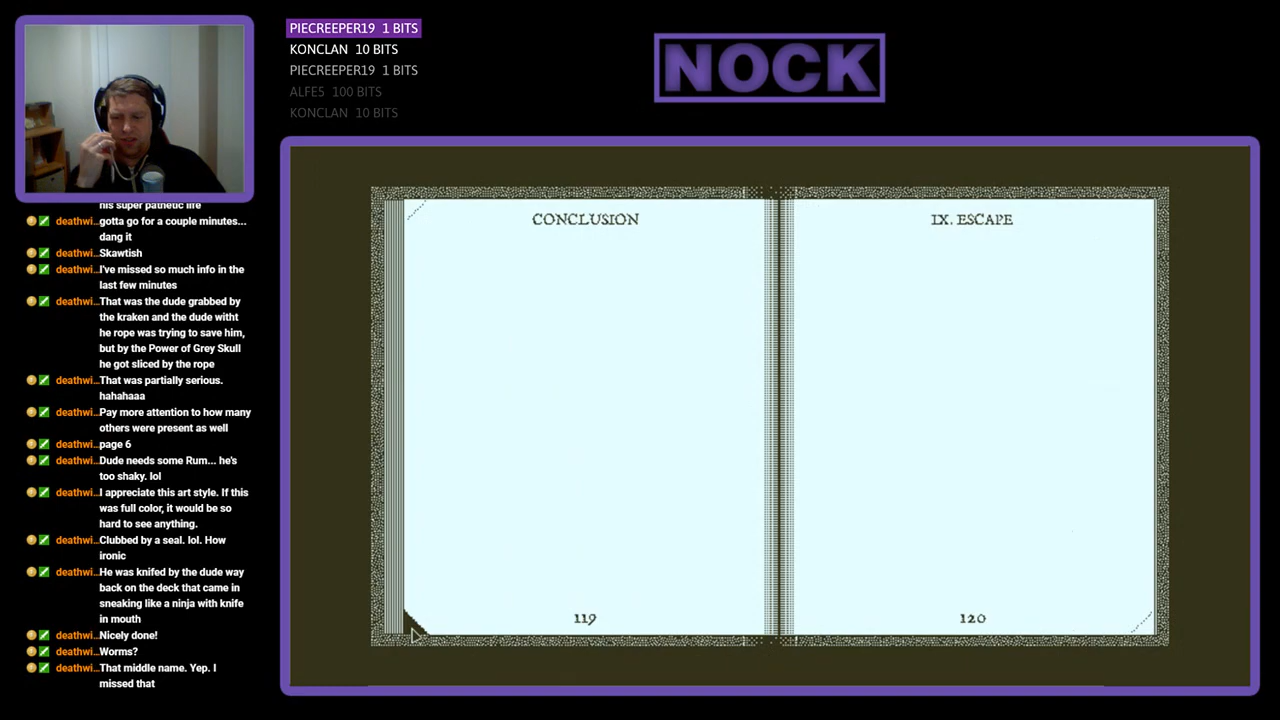 PIECREEPER19 1 BITS
KONCLAN 10 BITS
PIECREEPER19 1 BITS
ALFE5 100 BITS
KONCLAN 10 BITS
NOCK
his super pathetic life
deathwi...gotta go for a couple minutes...
dang it
deathwi...Skawtish
deathwi...I've missed so much info in the
last few minutes
deathwi...That was the dude grabbed by
the kraken and the dude witht
he rope was trying to save him,
but by the Power of Grey Skull
he got sliced by the rope
deathwi...That was partially serious.
hahahaaa
deathwi...Pay more attention to how many
others were present as well
deathwi...page 6
deathwi...Dude needs some Rum... he's
too shaky. lol
deathwi...I appreciate this art style. If this
was full color, it would be so
hard to see anything.
deathwi...Clubbed by a seal. lol. How
ironic
deathwi...He was knifed by the dude way
back on the deck that came in
sneaking like a ninja with knife
in mouth
deathwi...Nicely done!
deathwi...Worms?
deathwi...That middle name. Yep. I
missed that
CONCLUSION
119
IX. ESCAPE
120